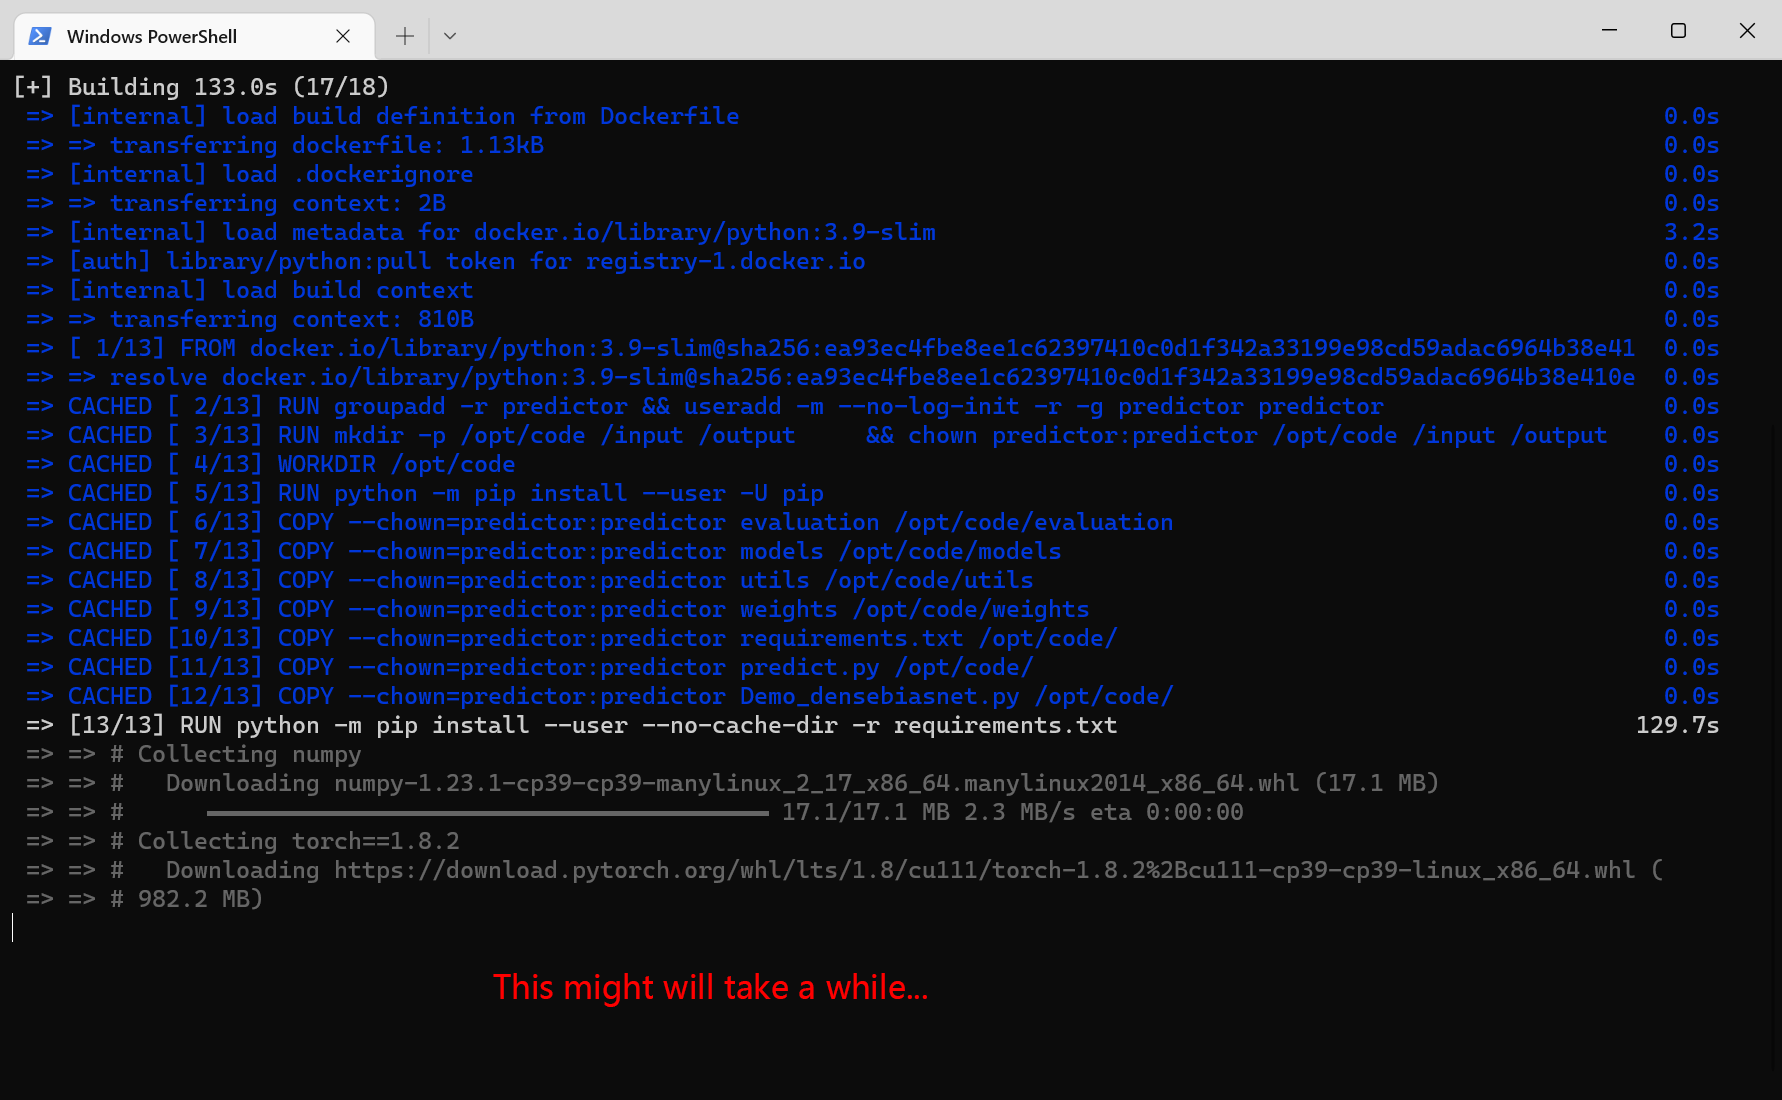 Windows PowerShell
[+] Building 133.0s (17/18)
=> [internal] load build definition from Dockerfile 0.0s
=> => transferring dockerfile: 1.13kB 0.0s
=> [internal] load .dockerignore 0.0s
=> => transferring context: 2B 0.0s
=> [internal] load metadata for docker.io/library/python:3.9-slim 3.2s
=> [auth] library/python:pull token for registry-1.docker.io 0.0s
=> [internal] load build context 0.0s
=> => transferring context: 810B 0.0s
=> [ 1/13] FROM docker.io/library/python:3.9-slim@sha256:ea93ec4fbe8ee1c62397410c0d1f342a33199e98cd59adac6964b38e41 0.0s
=> => resolve docker.io/library/python:3.9-slim@sha256:ea93ec4fbe8ee1c62397410c0d1f342a33199e98cd59adac6964b38e410e 0.0s
=> CACHED [ 2/13] RUN groupadd -r predictor && useradd -m --no-log-init -r -g predictor predictor 0.0s
=> CACHED [ 3/13] RUN mkdir -p /opt/code /input /output     && chown predictor:predictor /opt/code /input /output 0.0s
=> CACHED [ 4/13] WORKDIR /opt/code 0.0s
=> CACHED [ 5/13] RUN python -m pip install --user -U pip 0.0s
=> CACHED [ 6/13] COPY --chown=predictor:predictor evaluation /opt/code/evaluation 0.0s
=> CACHED [ 7/13] COPY --chown=predictor:predictor models /opt/code/models 0.0s
=> CACHED [ 8/13] COPY --chown=predictor:predictor utils /opt/code/utils 0.0s
=> CACHED [ 9/13] COPY --chown=predictor:predictor weights /opt/code/weights 0.0s
=> CACHED [10/13] COPY --chown=predictor:predictor requirements.txt /opt/code/ 0.0s
=> CACHED [11/13] COPY --chown=predictor:predictor predict.py /opt/code/ 0.0s
=> CACHED [12/13] COPY --chown=predictor:predictor Demo_densebiasnet.py /opt/code/ 0.0s
=> [13/13] RUN python -m pip install --user --no-cache-dir -r requirements.txt 129.7s
=> => # Collecting numpy
=> => #   Downloading numpy-1.23.1-cp39-cp39-manylinux_2_17_x86_64.manylinux2014_x86_64.whl (17.1 MB)
=> => # 17.1/17.1 MB 2.3 MB/s eta 0:00:00
=> => # Collecting torch==1.8.2
=> => #   Downloading https://download.pytorch.org/whl/lts/1.8/cu111/torch-1.8.2%2Bcu111-cp39-cp39-linux_x86_64.whl (
=> => # 982.2 MB)
This might will take a while...